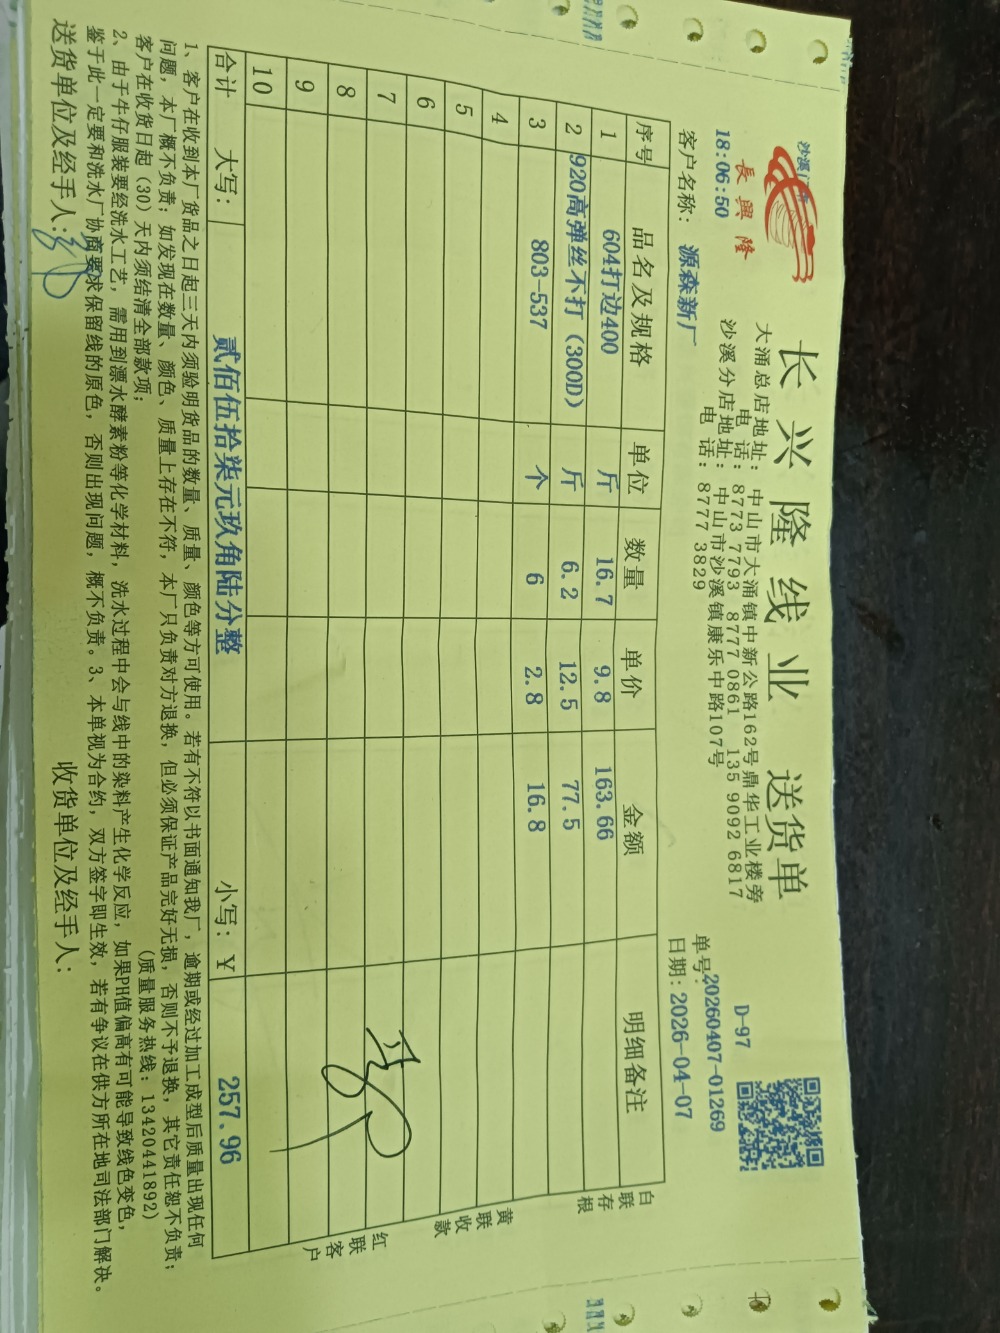 沙溪门市
長興隆
18:06:50
长兴隆线业 送货单
大涌总店地址：中山市大涌镇中新公路162号鼎华工业楼旁
电 话：8773 7793 8777 0861 135 9092 6817
沙溪分店地址：中山市沙溪镇康乐中路107号
电 话：8777 3829
D-97
单号:20260407-01269
日期:2026-04-07
客户名称: 源森新厂
序号 品名及规格 单位 数量 单价 金额 明细备注
1 604打边400 斤 16.7 9.8 163.66
2 920高弹丝不打（300D） 斤 6.2 12.5 77.5
3 803-537 个 6 2.8 16.8
4
5
6
7
8
9
10
合计 大写: 贰佰伍拾柒元玖角陆分整 小写:￥ 257.96
白联存根
黄联收款
红联客户
1、客户在收到本厂货品之日起三天内须验明货品的数量、质量、颜色等方可使用。若有不符以书面通知我厂，逾期或经过加工成型后质量出现任何
问题，本厂概不负责；如发现在数量、颜色、质量上存在不符，本厂只负责对方退换，但必须保证产品完好无损，否则不予退换，其它责任恕不负责；
客户在收货日起（30）天内须结清全部款项； （质量服务热线：13420441892）
2、由于牛仔服装要经洗水工艺，需用到漂水酵素粉等化学材料，洗水过程中会与线中的染料产生化学反应，如果PH值偏高有可能导致线色变色，
鉴于此一定要和洗水厂协商要求保留线的原色，否则出现问题，概不负责。3、本单视为合约，双方签字即生效，若有争议在供方所在地司法部门解决。
送货单位及经手人: 收货单位及经手人: